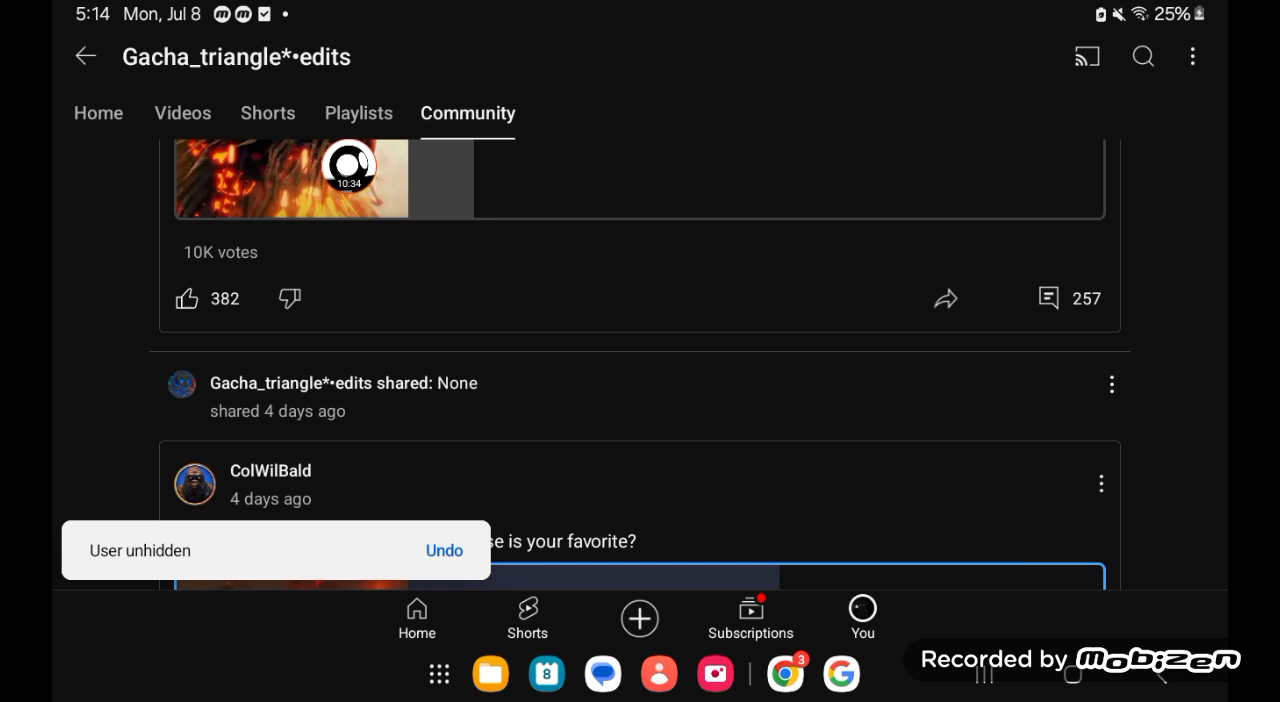 5:14 Mon, Jul 8 25%
Gacha_triangle*•edits
Home Videos Shorts Playlists Community
10:34
10K votes
382 257
Gacha_triangle*•edits shared: None
shared 4 days ago
ColWilBald
4 days ago
se is your favorite?
User unhidden Undo
Home Shorts Subscriptions You
8 3
Recorded by mobizen